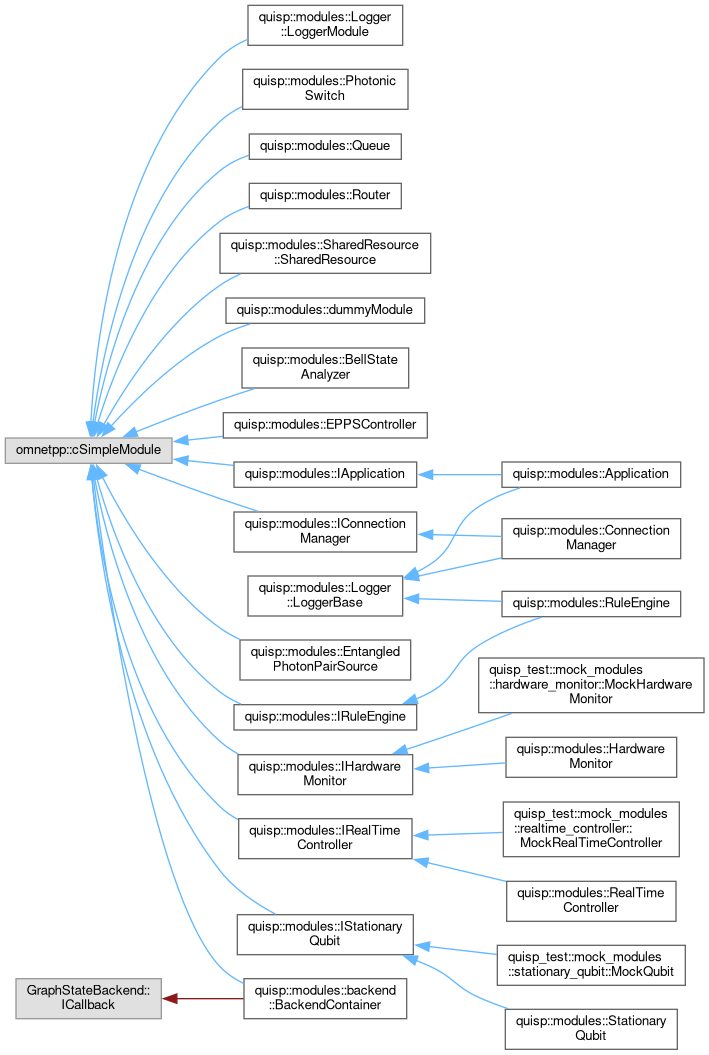 quisp::modules::Logger
::LoggerModule
quisp::modules::Photonic
Switch
quisp::modules::Queue
quisp::modules::Router
quisp::modules::SharedResource
::SharedResource
quisp::modules::dummyModule
quisp::modules::BellState
Analyzer
quisp::modules::EPPSController
omnetpp::cSimpleModule
quisp::modules::IApplication
quisp::modules::Application
quisp::modules::IConnection
Manager
quisp::modules::Connection
Manager
quisp::modules::Logger
::LoggerBase
quisp::modules::RuleEngine
quisp::modules::Entangled
PhotonPairSource
quisp_test::mock_modules
::hardware_monitor::MockHardware
Monitor
quisp::modules::IRuleEngine
quisp::modules::IHardware
Monitor
quisp::modules::Hardware
Monitor
quisp::modules::IRealTime
Controller
quisp_test::mock_modules
::realtime_controller::
MockRealTimeController
quisp::modules::RealTime
Controller
quisp::modules::IStationary
Qubit
quisp_test::mock_modules
::stationary_qubit::MockQubit
GraphStateBackend::
ICallback
quisp::modules::backend
::BackendContainer
quisp::modules::Stationary
Qubit